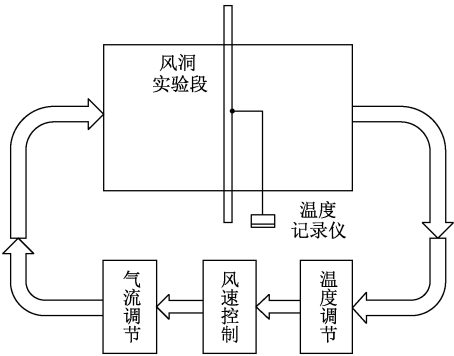 风洞
实验段
温度
记录仪
气流调节
风速控制
温度调节